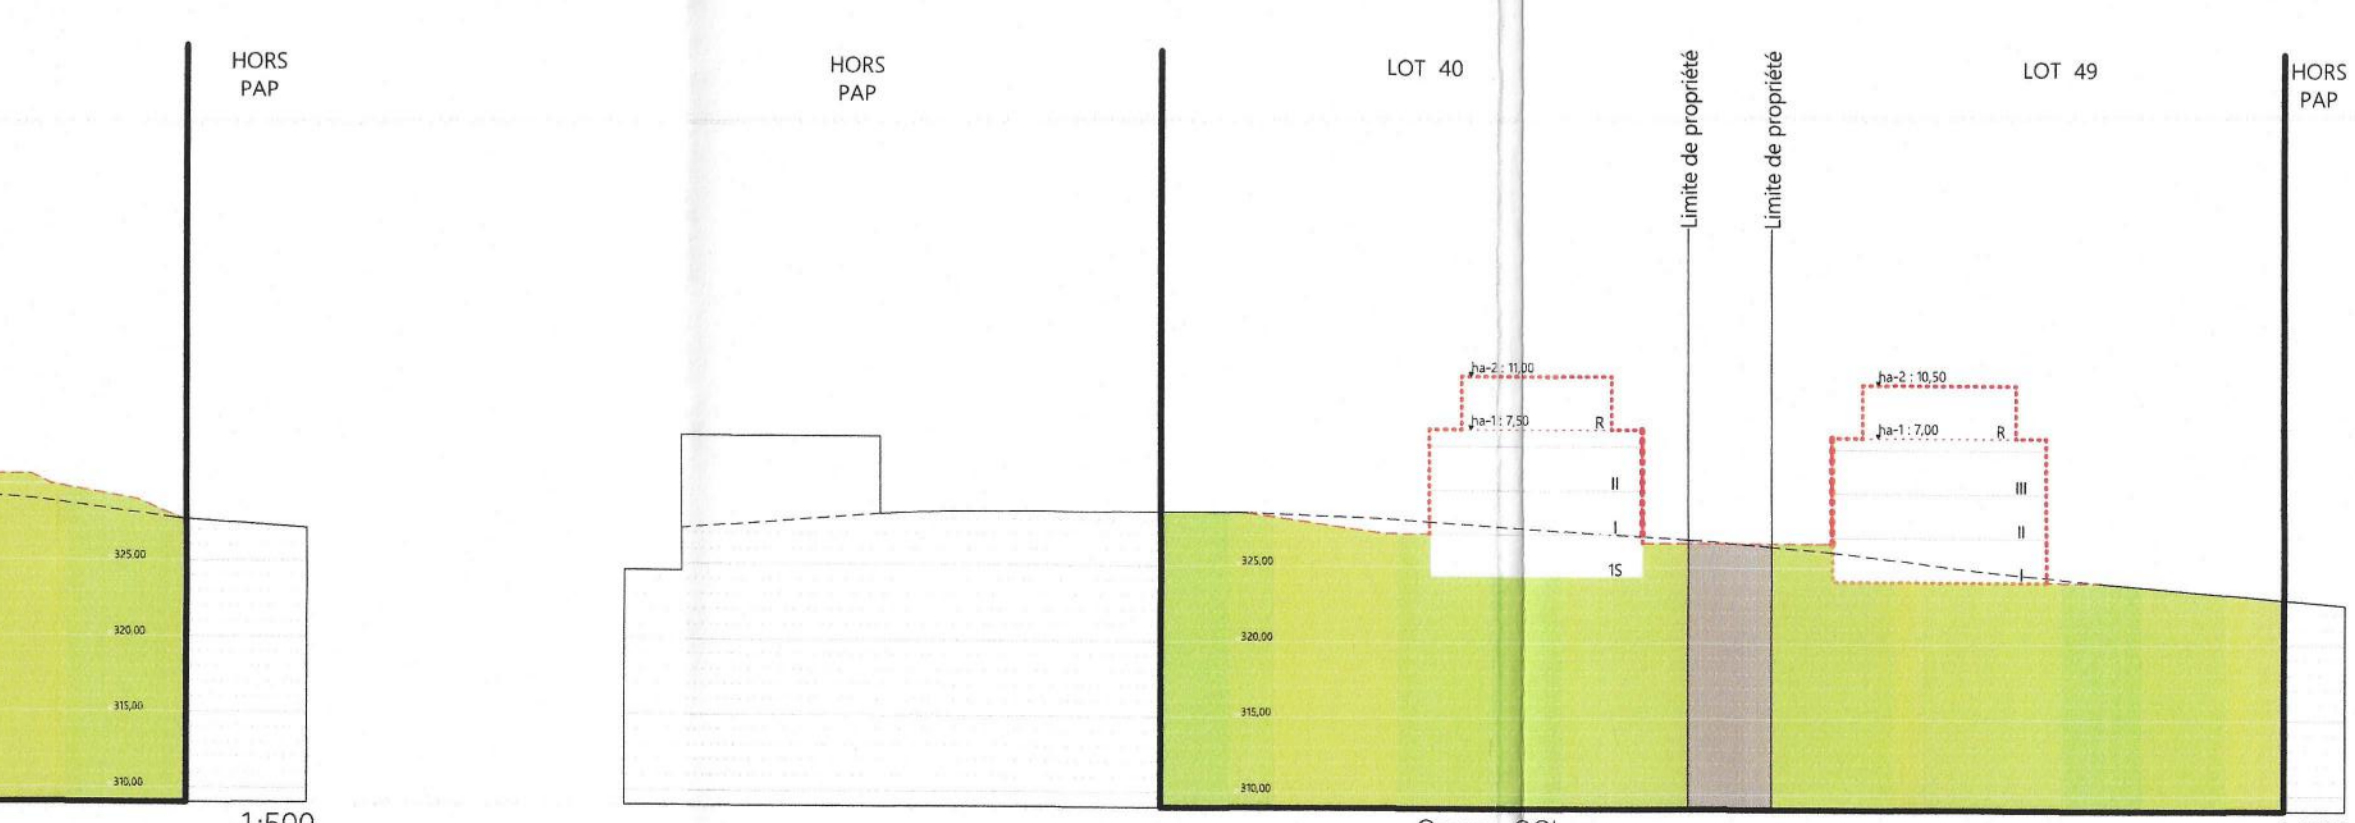 HORS
PAP
HORS
PAP
LOT 40
Limite de propriété
Limite de propriété
LOT 49
HORS
PAP
ha-2 : 11,00
ha-1 : 7,50
R
II
I
1S
ha-2 : 10,50
ha-1 : 7,00
R
III
II
I
325,00
320,00
315,00
310,00
325,00
320,00
315,00
310,00
1:500